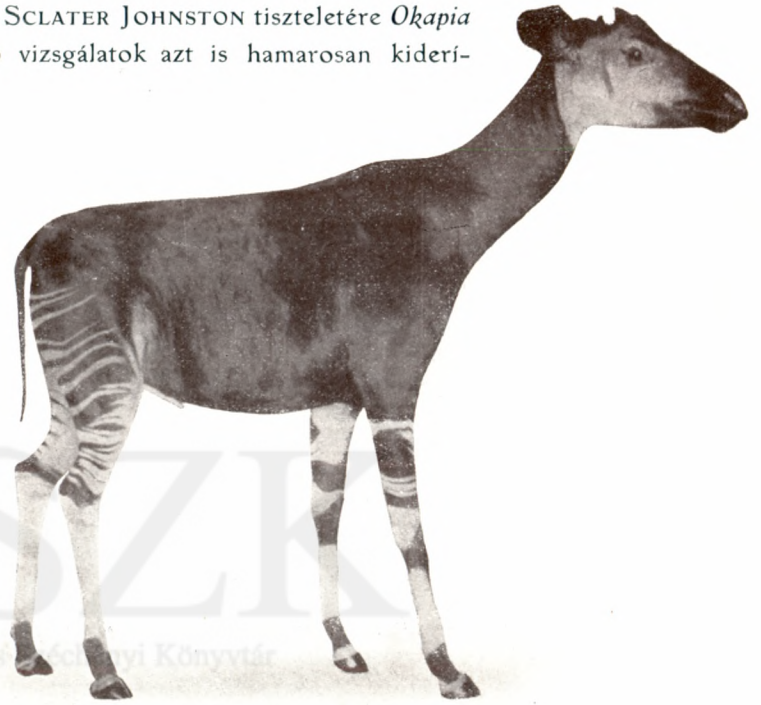 SCLATER JOHNSTON tiszteletére Okapia
vizsgálatok azt is hamarosan kiderí-
SZK
Széchényi Könyvtár